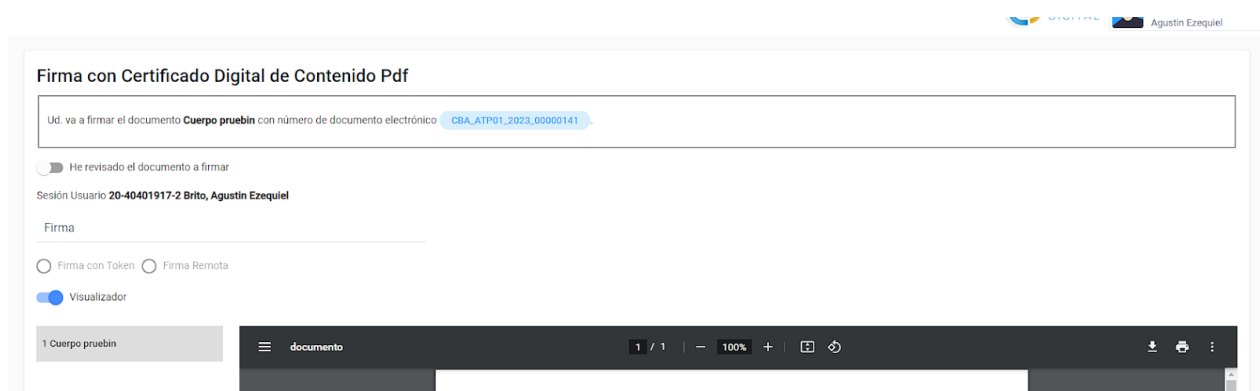 DIGITAL
Agustin Ezequiel
Firma con Certificado Digital de Contenido Pdf
Ud. va a firmar el documento Cuerpo pruebin con número de documento electrónico CBA_ATP01_2023_00000141 .
He revisado el documento a firmar
Sesión Usuario 20-40401917-2 Brito, Agustin Ezequiel
Firma
Firma con Token Firma Remota
Visualizador
1 Cuerpo pruebin
documento 1 / 1 100%